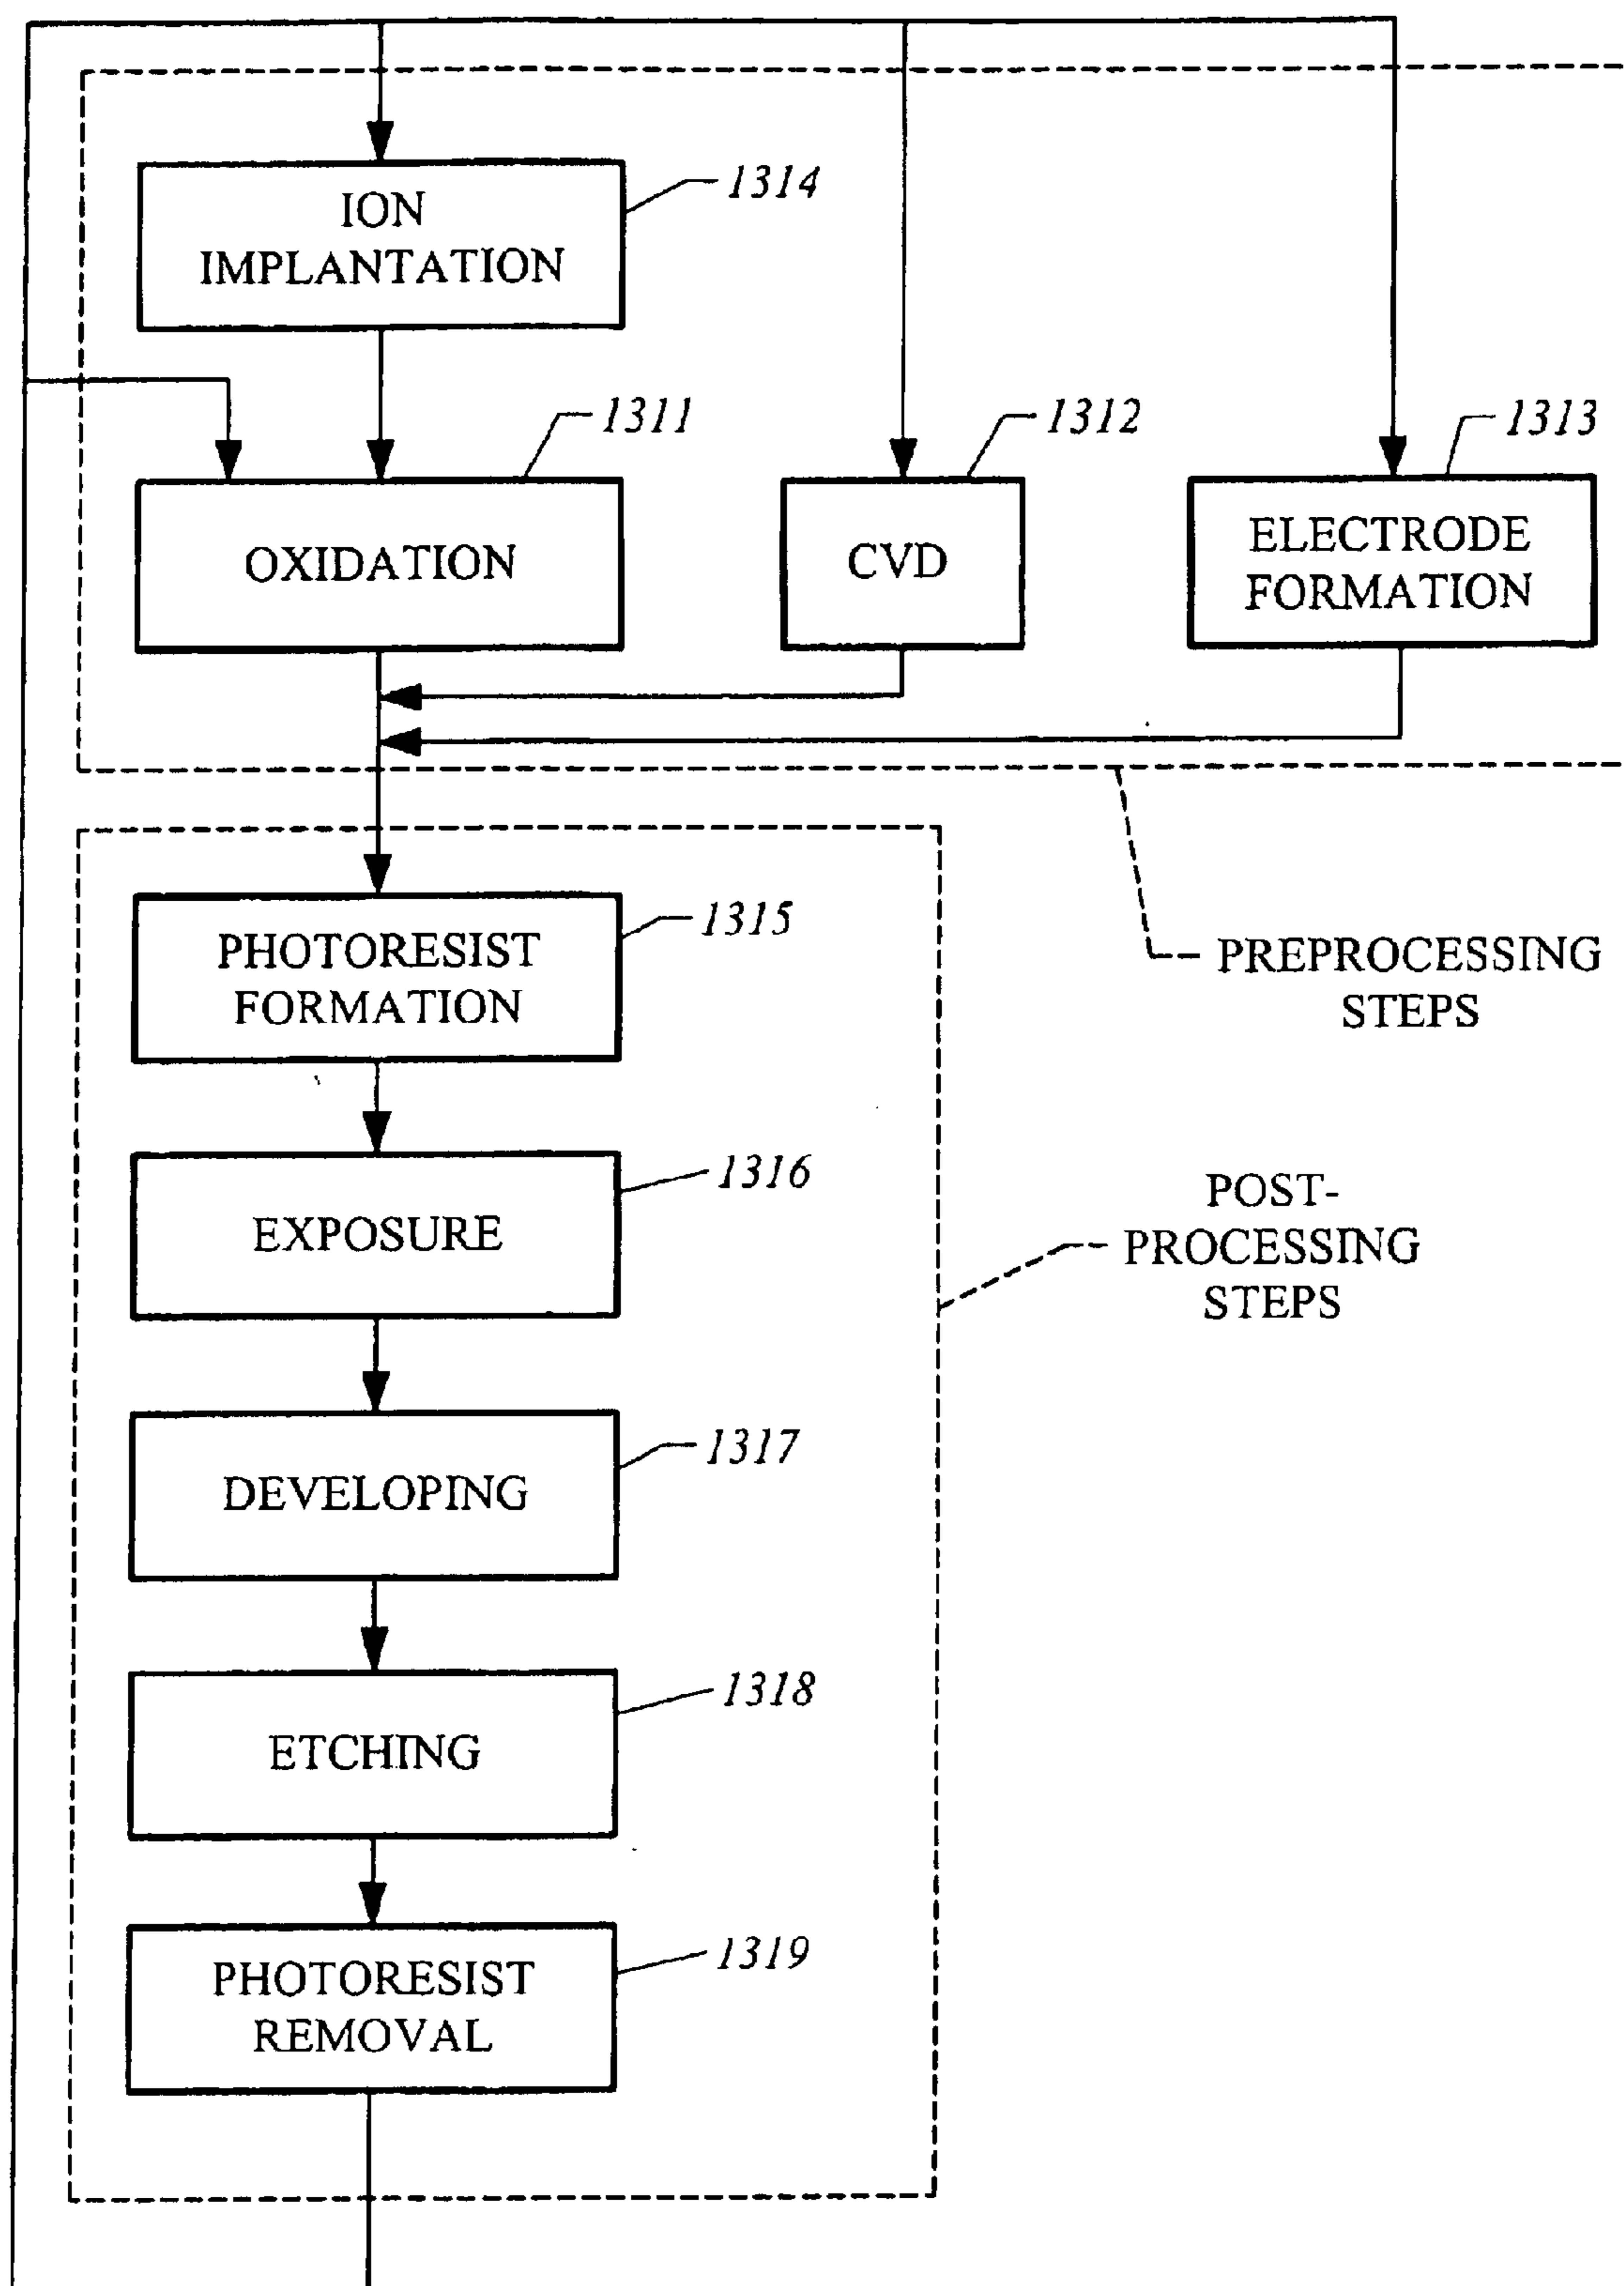 1314
ION
IMPLANTATION
1311
1312
1313
OXIDATION
CVD
ELECTRODE
FORMATION
1315
PHOTORESIST
FORMATION
PREPROCESSING
STEPS
1316
EXPOSURE
POST-
PROCESSING
STEPS
1317
DEVELOPING
1318
ETCHING
1319
PHOTORESIST
REMOVAL